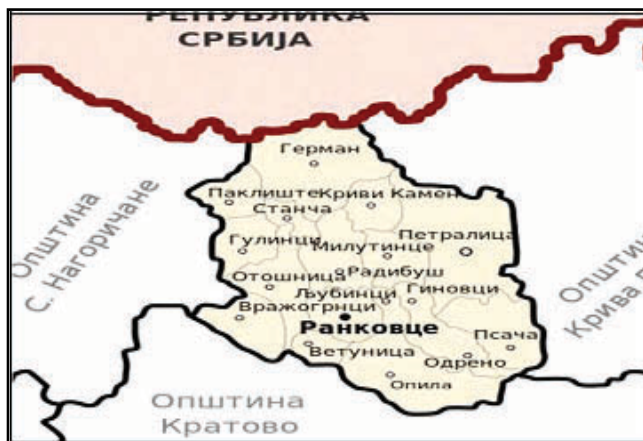 РЕПУБЛИКА
СРБИЈА
Герман
Паклиште
Криви Камен
Станча
Општина
С. Нагоричане
Петралица
Гулинци
Милутинце
Отошница
Радибуш
Љубинци
Гиновци
Општина
Крива
Вражогрнци
Ранковце
Псача
Ветуница
Одрено
Опила
Општина
Кратово